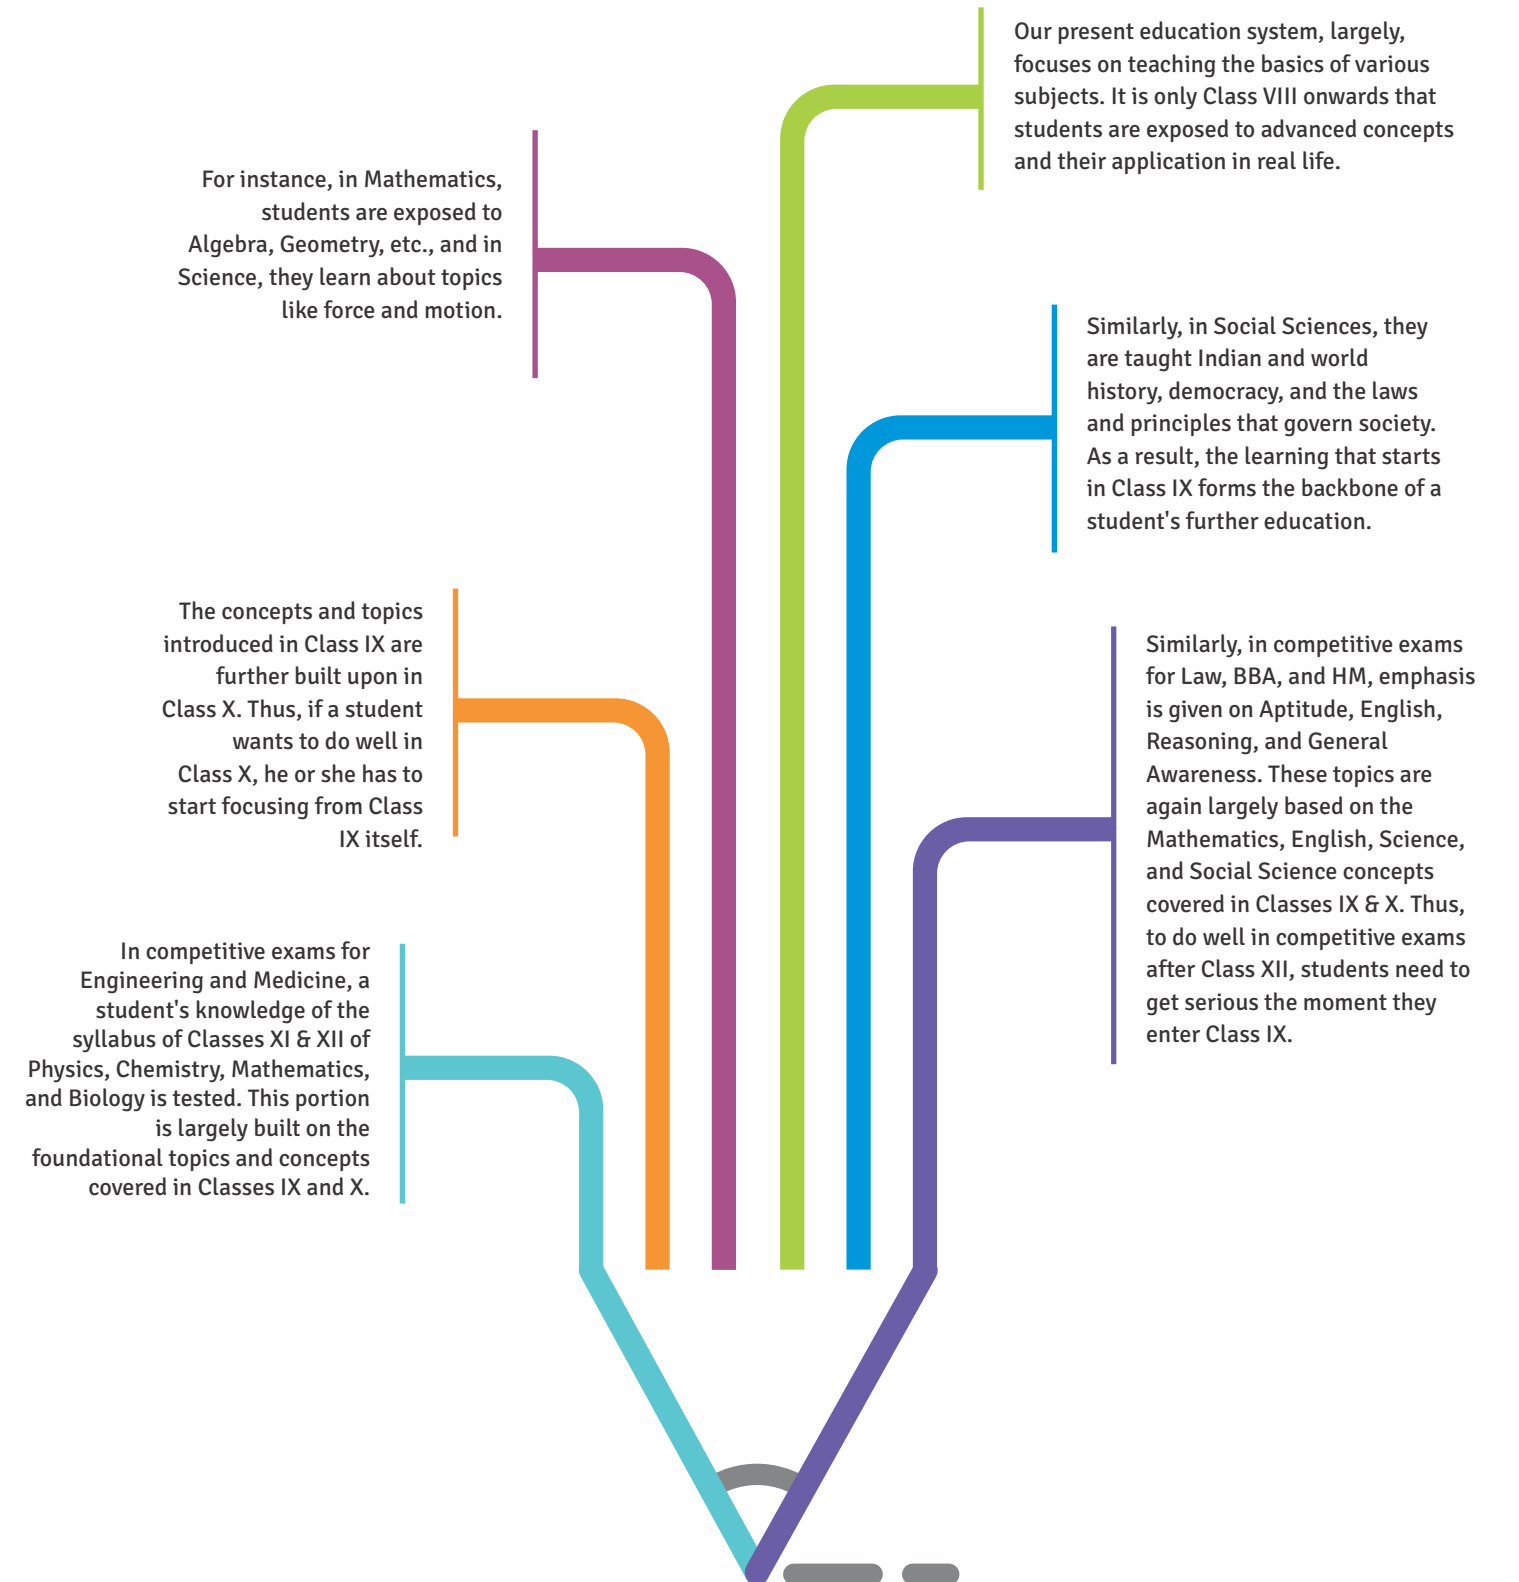 Our present education system, largely,
focuses on teaching the basics of various
subjects. It is only Class VIII onwards that
students are exposed to advanced concepts
and their application in real life.
For instance, in Mathematics,
students are exposed to
Algebra, Geometry, etc., and in
Science, they learn about topics
like force and motion.
Similarly, in Social Sciences, they
are taught Indian and world
history, democracy, and the laws
and principles that govern society.
As a result, the learning that starts
in Class IX forms the backbone of a
student's further education.
The concepts and topics
introduced in Class IX are
further built upon in
Class X. Thus, if a student
wants to do well in
Class X, he or she has to
start focusing from Class
IX itself.
Similarly, in competitive exams
for Law, BBA, and HM, emphasis
is given on Aptitude, English,
Reasoning, and General
Awareness. These topics are
again largely based on the
Mathematics, English, Science,
and Social Science concepts
covered in Classes IX & X. Thus,
to do well in competitive exams
after Class XII, students need to
get serious the moment they
enter Class IX.
In competitive exams for
Engineering and Medicine, a
student's knowledge of the
syllabus of Classes XI & XII of
Physics, Chemistry, Mathematics,
and Biology is tested. This portion
is largely built on the
foundational topics and concepts
covered in Classes IX and X.